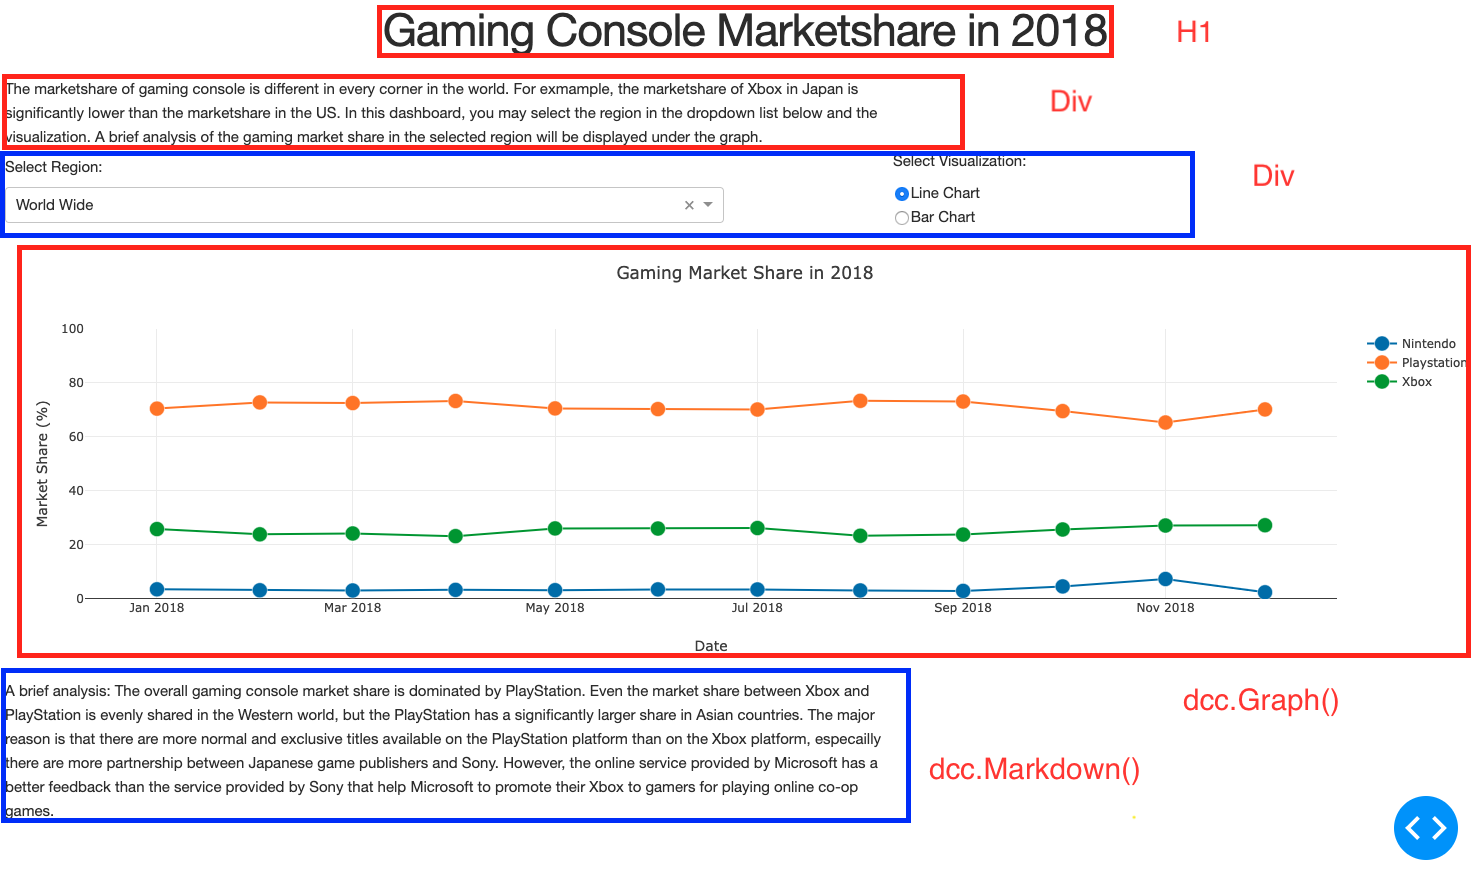 Gaming Console Marketshare in 2018
H1
The marketshare of gaming console is different in every corner in the world. For exmample, the marketshare of Xbox in Japan is
significantly lower than the marketshare in the US. In this dashboard, you may select the region in the dropdown list below and the
visualization. A brief analysis of the gaming market share in the selected region will be displayed under the graph.
Div
Select Region:
Select Visualization:
Div
World Wide
Line Chart
Bar Chart
Gaming Market Share in 2018
100
80
60
40
20
0
Market Share (%)
Nintendo
Playstation
Xbox
Jan 2018
Mar 2018
May 2018
Jul 2018
Sep 2018
Nov 2018
Date
dcc.Graph()
A brief analysis: The overall gaming console market share is dominated by PlayStation. Even the market share between Xbox and
PlayStation is evenly shared in the Western world, but the PlayStation has a significantly larger share in Asian countries. The major
reason is that there are more normal and exclusive titles available on the PlayStation platform than on the Xbox platform, especailly
there are more partnership between Japanese game publishers and Sony. However, the online service provided by Microsoft has a
better feedback than the service provided by Sony that help Microsoft to promote their Xbox to gamers for playing online co-op
games.
dcc.Markdown()